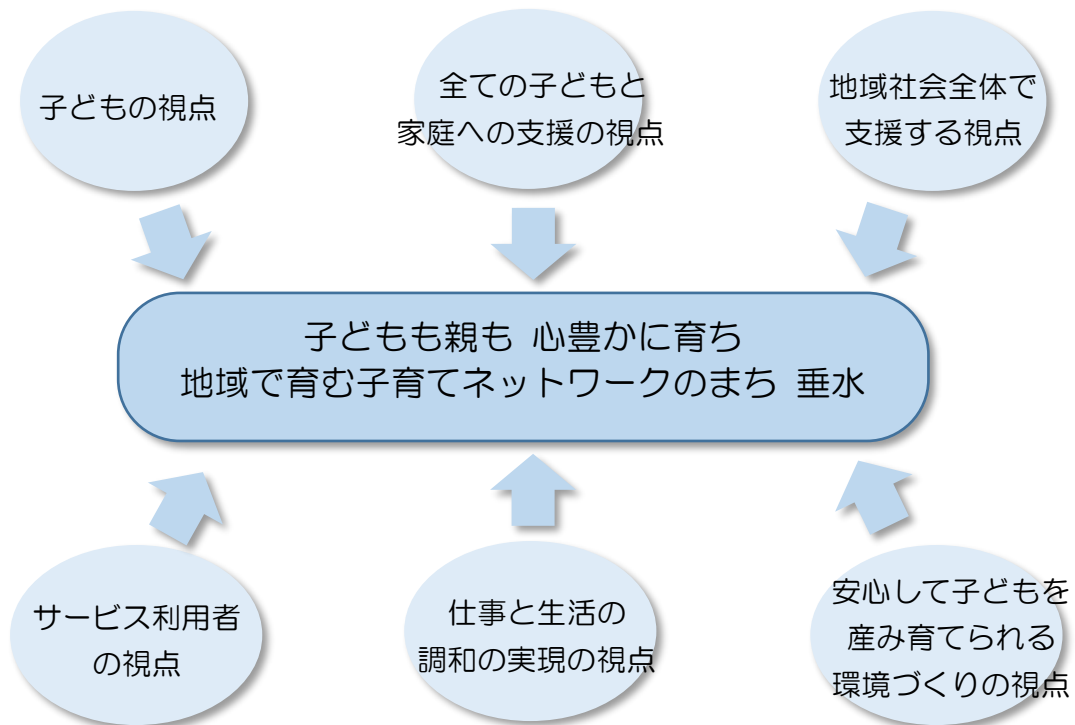 子どもの視点
全ての子どもと
家庭への支援の視点
地域社会全体で
支援する視点
子どもも親も 心豊かに育ち
地域で育む子育てネットワークのまち 垂水
サービス利用者
の視点
仕事と生活の
調和の実現の視点
安心して子どもを
産み育てられる
環境づくりの視点